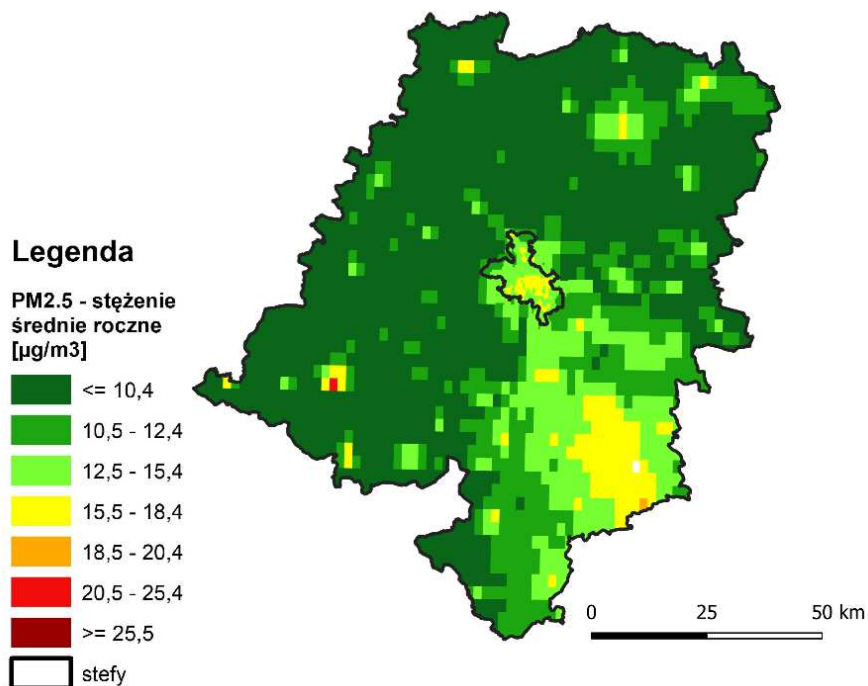 Legenda
PM2.5 - stężenie
średnie roczne
[µg/m3]
<= 10,4
10,5 - 12,4
12,5 - 15,4
15,5 - 18,4
18,5 - 20,4
20,5 - 25,4
>= 25,5
stefy
0 25 50 km